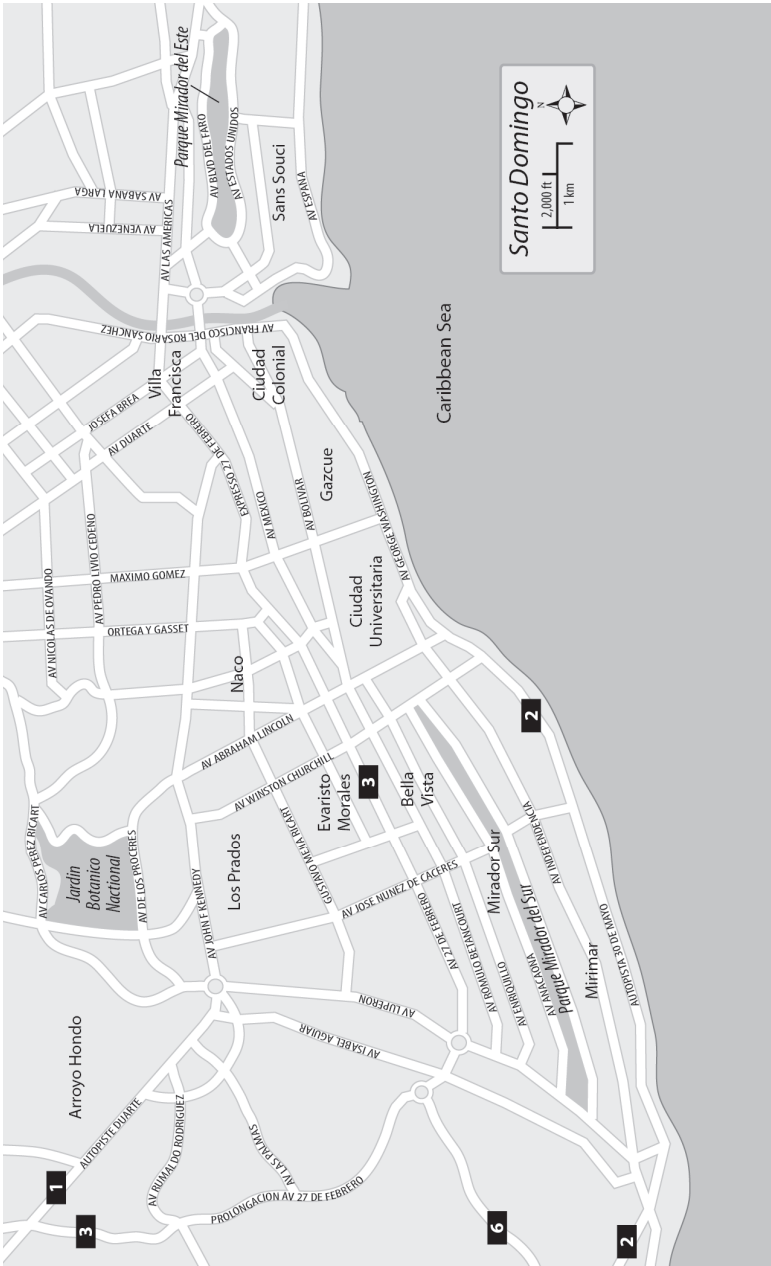 Santo Domingo
N
2,000 ft
1 km
Caribbean Sea
Arroyo Hondo
1
3
AUTOPISTE DUARTE
AV RUMALDO RODRIGUEZ
AV LAS PALMAS
PROLONGACION AV 27 DE FEBRERO
6
2
AV CARLOS PEREZ RICART
Jardin
Botanico
Nactional
AV DE LOS PROCERES
AV JOHN F KENNEDY
Los Prados
AV LUPERON
AV ISABEL AGUIAR
AV NICOLAS DE OVANDO
AV PEDRO LIVIO CEDENO
MAXIMO GOMEZ
ORTEGA Y GASSET
Naco
AV ABRAHAM LINCOLN
AV WINSTON CHURCHILL
GUSTAVO MEJIA RICART
Evaristo
Morales
3
Bella
Vista
AV JOSE NUNEZ DE CACERES
AV 27 DE FEBRERO
AV ROMULO BETANCOURT
AV ENRIQUILLO
Mirador Sur
AV ANACAONA
Parque Mirador del Sur
AV INDEPENDENCIA
Mirimar
AUTOPISTA 30 DE MAYO
2
JOSEFA BREA
AV DUARTE
Villa
Francisca
EXPRESSO 27 DE FEBRERO
AV MEXICO
AV BOLIVAR
Gazcue
Ciudad
Universitaria
AV GEORGE WASHINGTON
Ciudad
Colonial
AV FRANCISCO DEL ROSARIO SANCHEZ
AV VENEZUELA
AV SABANA LARGA
AV LAS AMERICAS
Parque Mirador del Este
AV BLVD DEL FARO
AV ESTADOS UNIDOS
Sans Souci
AV ESPAÑA